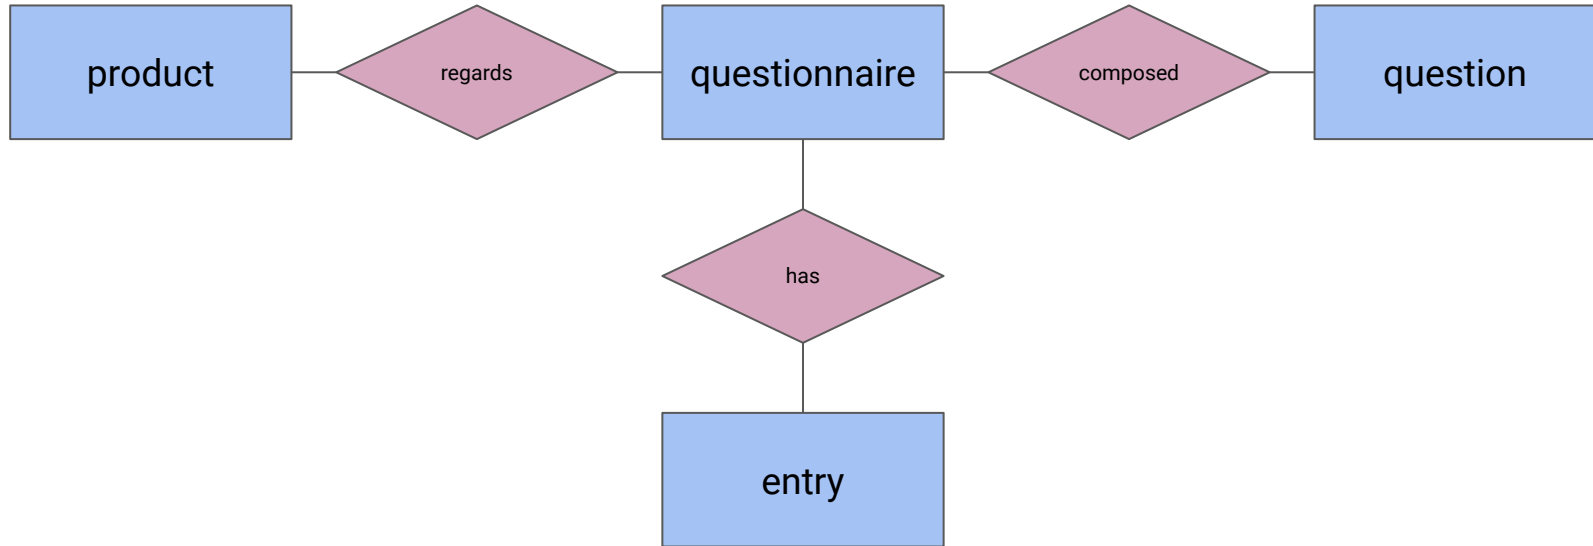 product
regards
questionnaire
composed
question
has
entry